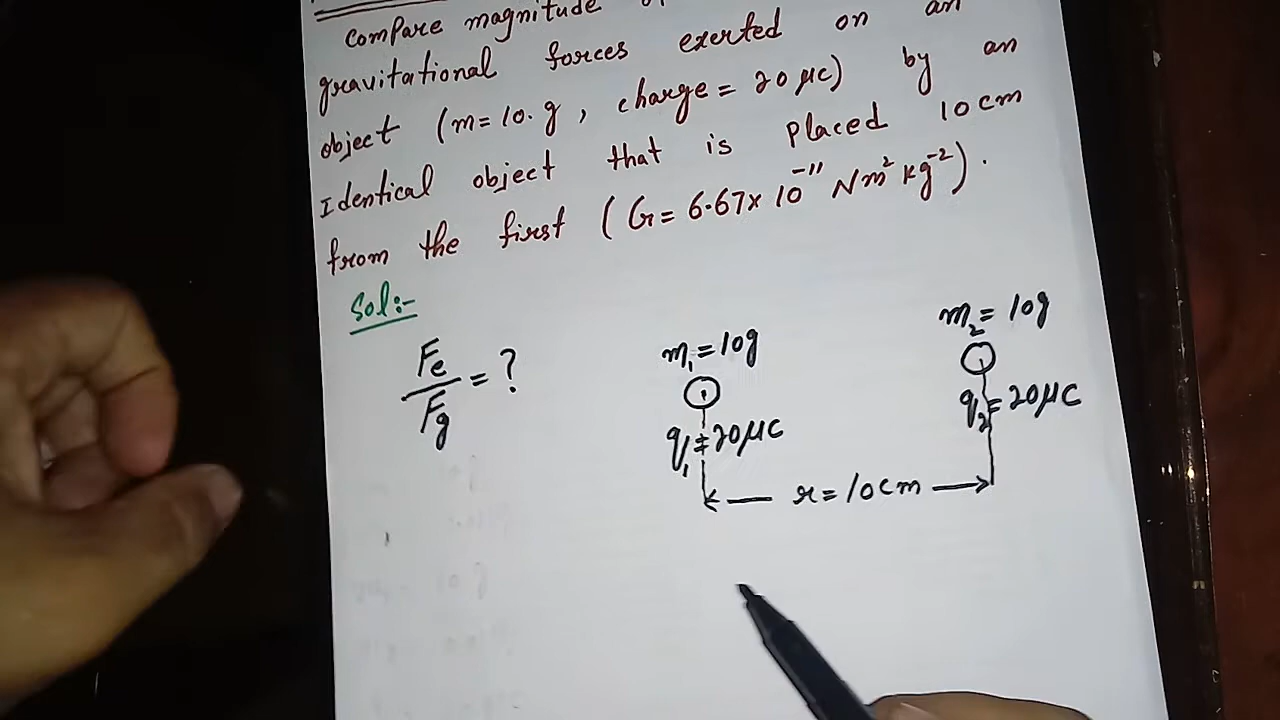 Compare magnitude
gravitational forces exerted on an
object (m = 10. g , charge = 20 μc) by an
Identical object that is placed 10 cm
from the first ( G = 6.67 x 10⁻¹¹ Nm² kg⁻² ) .
Sol:-
Fe/Fg = ?
m₁ = 10g
m₂ = 10g
q₁ = 20μC
q₂ = 20μC
r = 10 cm